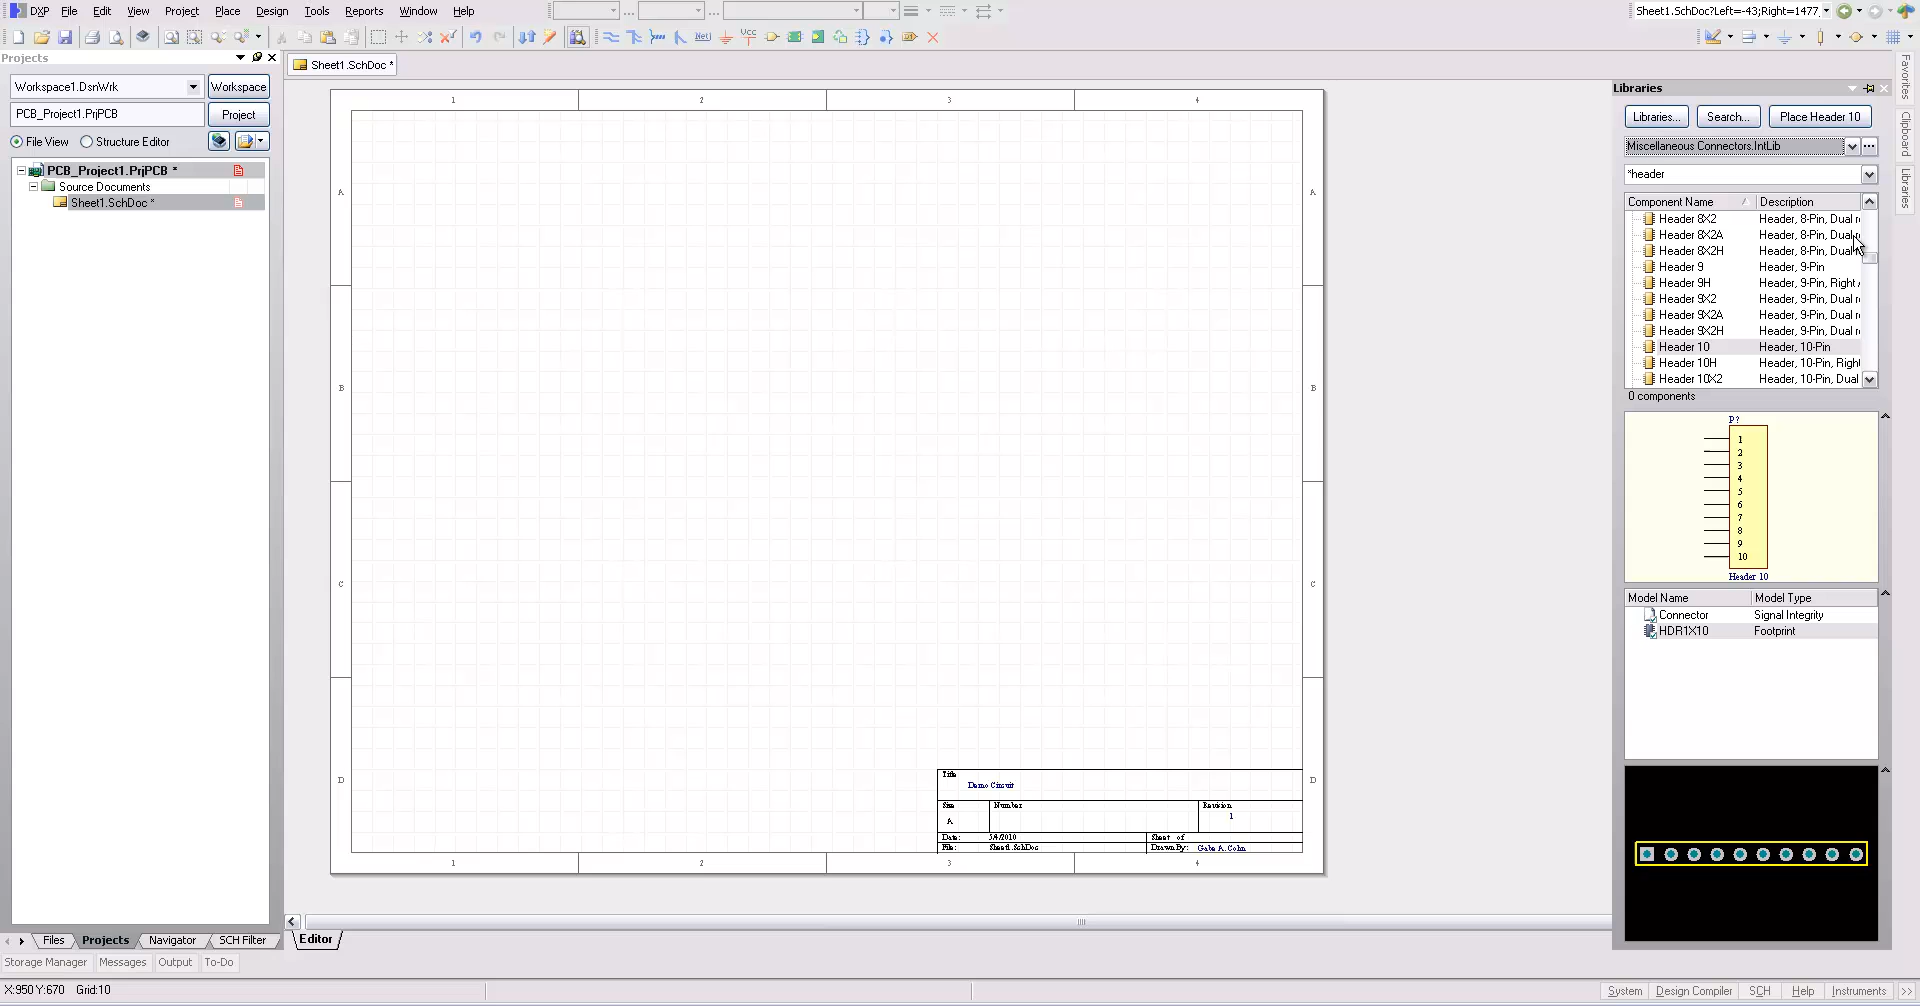 DXP File Edit View Project Place Design Tools Reports Window Help
Sheet1.SchDoc?Left=-43;Right=1477
Projects
Workspace1.DsnWrk
Workspace
PCB_Project1.PrjPCB
Project
File View
Structure Editor
PCB_Project1.PrjPCB *
Source Documents
Sheet1.SchDoc *
Files
Projects
Navigator
SCH Filter
Storage Manager
Messages
Output
To-Do
X:950 Y:670 Grid:10
Net
Vcc
Sheet1.SchDoc *
1 2 3 4
A A
B B
C C
D D
Title
Demo Circuit
Size
A
Number
Revision
1
Date: 5/4/2010
Sheet of
File: Sheet1.SchDoc
Drawn By: Gabe A. Cohn
1 2 4
Editor
Libraries
Libraries...
Search...
Place Header 10
Miscellaneous Connectors.IntLib
*header
Component Name Description
Header 8X2 Header, 8-Pin, Dual r
Header 8X2A Header, 8-Pin, Dual
Header 8X2H Header, 8-Pin, Dual
Header 9 Header, 9-Pin
Header 9H Header, 9-Pin, Right
Header 9X2 Header, 9-Pin, Dual r
Header 9X2A Header, 9-Pin, Dual r
Header 9X2H Header, 9-Pin, Dual r
Header 10 Header, 10-Pin
Header 10H Header, 10-Pin, Right
Header 10X2 Header, 10-Pin, Dual
0 components
P?
1
2
3
4
5
6
7
8
9
10
Header 10
Model Name Model Type
Connector Signal Integrity
HDR1X10 Footprint
Favorites
Clipboard
Libraries
System
Design Compiler
SCH
Help
Instruments
>>